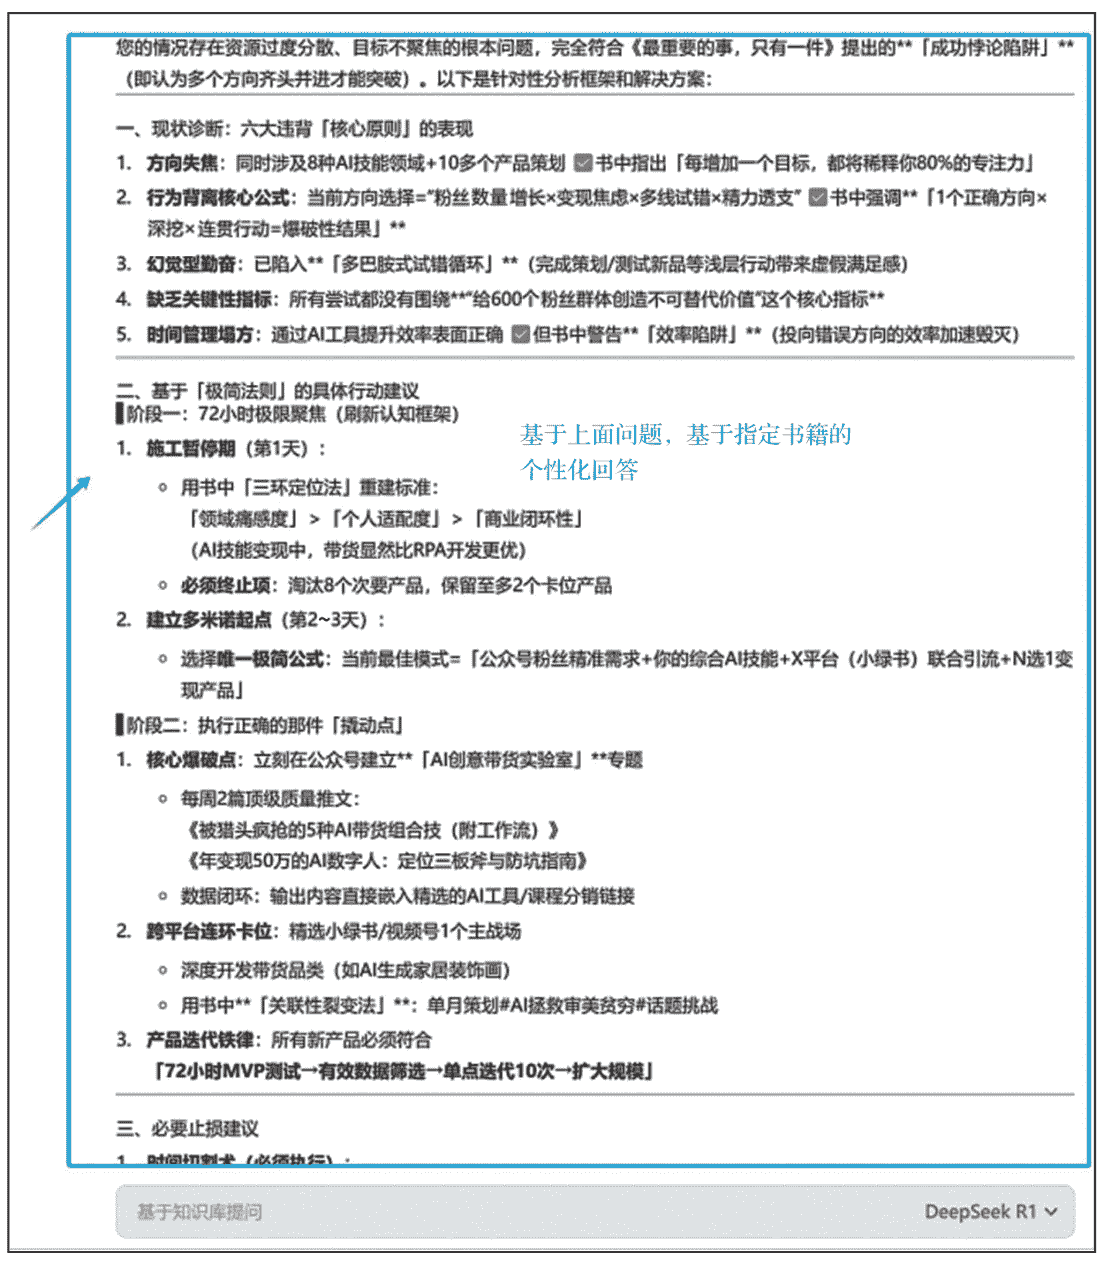 您的情况存在资源过度分散、目标不聚焦的根本问题，完全符合《最重要的事，只有一件》提出的**「成功悖论陷阱」**
（即认为多个方向齐头并进才能突破）。以下是针对性分析框架和解决方案：
一、现状诊断：六大违背「核心原则」的表现
1. 方向失焦：同时涉及8种AI技能领域+10多个产品策划 ✅书中指出「每增加一个目标，都将稀释你80%的专注力」
2. 行为背离核心公式：当前方向选择="粉丝数量增长×变现焦虑×多线试错×精力透支" ✅书中强调**「1个正确方向×
深挖×连贯行动=爆破性结果」**
3. 幻觉型勤奋：已陷入**「多巴胺式试错循环」**（完成策划/测试新品等浅层行动带来虚假满足感）
4. 缺乏关键性指标：所有尝试都没有围绕**"给600个粉丝群体创造不可替代价值"这个核心指标**
5. 时间管理塌方：通过AI工具提升效率表面正确 ✅但书中警告**「效率陷阱」**（投向错误方向的效率加速毁灭）
二、基于「极简法则」的具体行动建议
▌阶段一：72小时极限聚焦（刷新认知框架）
1. 施工暂停期（第1天）：
基于上面问题，基于指定书籍的
个性化回答
○ 用书中「三环定位法」重建标准：
「领域痛感度」>「个人适配度」>「商业闭环性」
（AI技能变现中，带货显然比RPA开发更优）
○ 必须终止项：淘汰8个次要产品，保留至多2个卡位产品
2. 建立多米诺起点（第2~3天）：
○ 选择唯一极简公式：当前最佳模式=「公众号粉丝精准需求+你的综合AI技能+X平台（小绿书）联合引流+N选1变
现产品」
▌阶段二：执行正确的那件「撬动点」
1. 核心爆破点：立刻在公众号建立**「AI创意带货实验室」**专题
○ 每周2篇顶级质量推文：
《被猎头疯抢的5种AI带货组合技（附工作流）》
《年变现50万的AI数字人：定位三板斧与防坑指南》
○ 数据闭环：输出内容直接嵌入精选的AI工具/课程分销链接
2. 跨平台连环卡位：精选小绿书/视频号1个主战场
○ 深度开发带货品类（如AI生成家居装饰画）
○ 用书中**「关联性裂变法」**：单月策划#AI拯救审美贫穷#话题挑战
3. 产品迭代铁律：所有新产品必须符合
「72小时MVP测试→有效数据筛选→单点迭代10次→扩大规模」
三、必要止损建议
1. 时间切割术（必须执行）：
基于知识库提问
DeepSeek R1